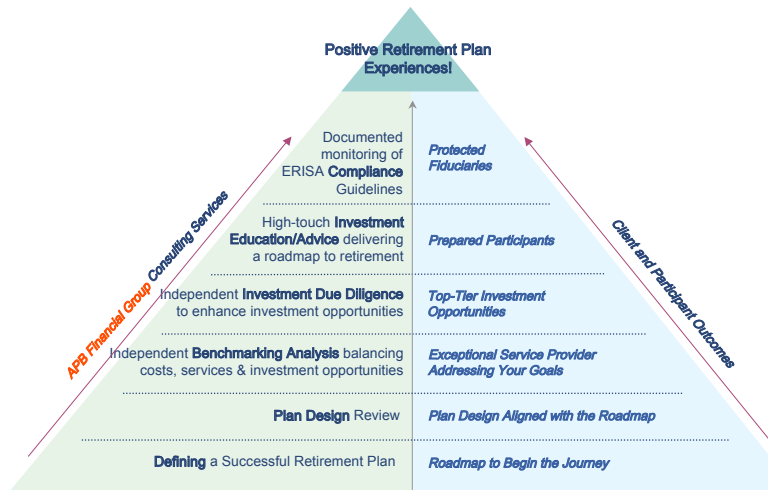 Positive Retirement Plan
Experiences!
Documented
monitoring of
ERISA Compliance
Guidelines
Protected
Fiduciaries
High-touch Investment
Education/Advice delivering
a roadmap to retirement
Prepared Participants
Independent Investment Due Diligence
to enhance investment opportunities
Top-Tier Investment
Opportunities
Independent Benchmarking Analysis balancing
costs, services & investment opportunities
Exceptional Service Provider
Addressing Your Goals
Plan Design Review
Plan Design Aligned with the Roadmap
Defining a Successful Retirement Plan
Roadmap to Begin the Journey
APB Financial Group Consulting Services
Client and Participant Outcomes